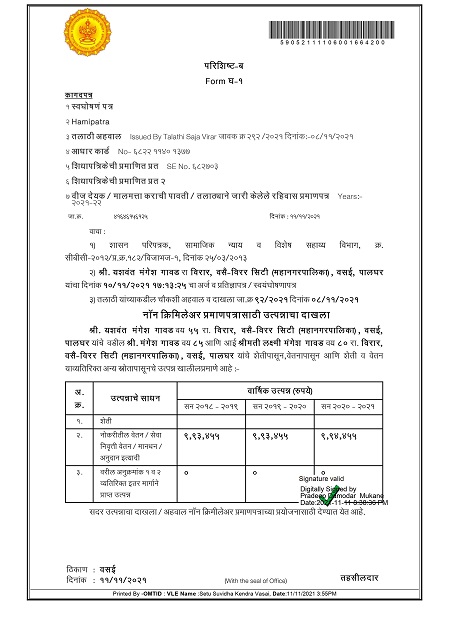 59052111106001664200
परिशिष्ट-ब
Form घ-१
कागदपत्र
१ स्वघोषणं पत्र
२ Hamipatra
३ तलाठी अहवाल Issued By Talathi Saja Virar जावक क्र २९२/२०२१ दिनांक:-०८/११/२०२१
४ आधार कार्ड No- ६८२२ ११४० १३७७
५ शिधापत्रिकेची प्रमाणित प्रत SE No. ६८२७०३
६ शिधापत्रिकेची प्रमाणित प्रत २
७ वीज देयक / मालमत्ता कराची पावती / तलाठ्याने जारी केलेले रहिवास प्रमाणपत्र Years:-
२०२१-२२
जा.क्र. दिनांक : ११/११/२०२१
वाचा :
१) शासन परिपत्रक, सामाजिक न्याय व विशेष सहाय्य विभाग, क्र.
सीबीसी-२०१२/प्र.क्र.१८२/विजाभज-१, दिनांक २५/०३/२०१३
२) श्री. यशवंत मंगेश गावड रा विरार, वसै-विरर सिटी (महानगरपालिका) , वसई, पालघर
यांचा दिनांक 10/११/२०२१ 17:13:25 चा अर्ज व प्रतिज्ञापत्र / स्वयंघोषणापत्र
३) तलाठी यांच्याकडील चौकशी अहवाल व दाखला जा.क्र ९२/२०२१ दिनांक ०८/११/२०२१
नॉन क्रिमिलेअर प्रमाणपत्रासाठी उत्पन्नाचा दाखला
श्री. यशवंत मंगेश गावड वय ५५ रा. विरार, वसै-विरर सिटी (महानगरपालिका) , वसई,
पालघर यांचे वडील श्री. मंगेश गावड वय ८५ आणि आई श्रीमती लक्ष्मी मंगेश गावड वय ८० रा. विरार,
वसै-विरर सिटी (महानगरपालिका) , वसई, पालघर यांचे शेतीपासून,वेतनापासून आणि शेती व वेतन
याव्यतिरिक्त अन्य स्रोतापासूनचे उत्पन्न खालीलप्रमाणे आहे :-
अ. क्र. उत्पन्नाचे साधन वार्षिक उत्पन्न (रुपये)
सन २०१८ - २०१९ सन २०१९ - २०२० सन २०२० - २०२१
१. शेती
२. नोकरीतील वेतन / सेवा ९,९३,४५५ ९,९३,४५५ ९,९४,४५५
निवृती वेतन / मानधन /
अनुदान इत्यादी
३. वरील अनुक्रमांक १ व २ ० ० ०
व्यतिरिक्त इतर मार्गाने
प्राप्त उत्पन्न
Signature valid
Digitally Signed by
Pradeep Damodar Mukane
Date:2021-11-11 8:38:36 PM
सदर उत्पन्नाचा दाखला / अहवाल नॉन क्रिमीलेअर प्रमाणपत्राच्या प्रयोजनासाठी देण्यात येत आहे.
ठिकाण : वसई
दिनांक : ११/११/२०२१
(With the seal of Office)
तहसीलदार
Printed By -OMTID : VLE Name :Setu Suvidha Kendra Vasai, Date:11/11/2021 3:55PM